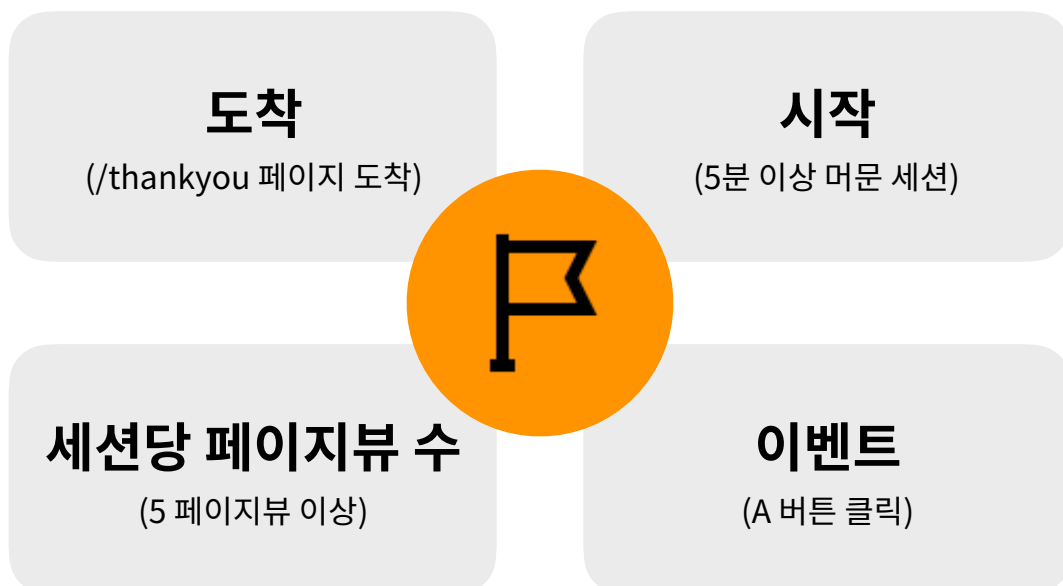 도착
(/thankyou 페이지 도착)
시작
(5분 이상 머문 세션)
세션당 페이지뷰 수
(5 페이지뷰 이상)
이벤트
(A 버튼 클릭)